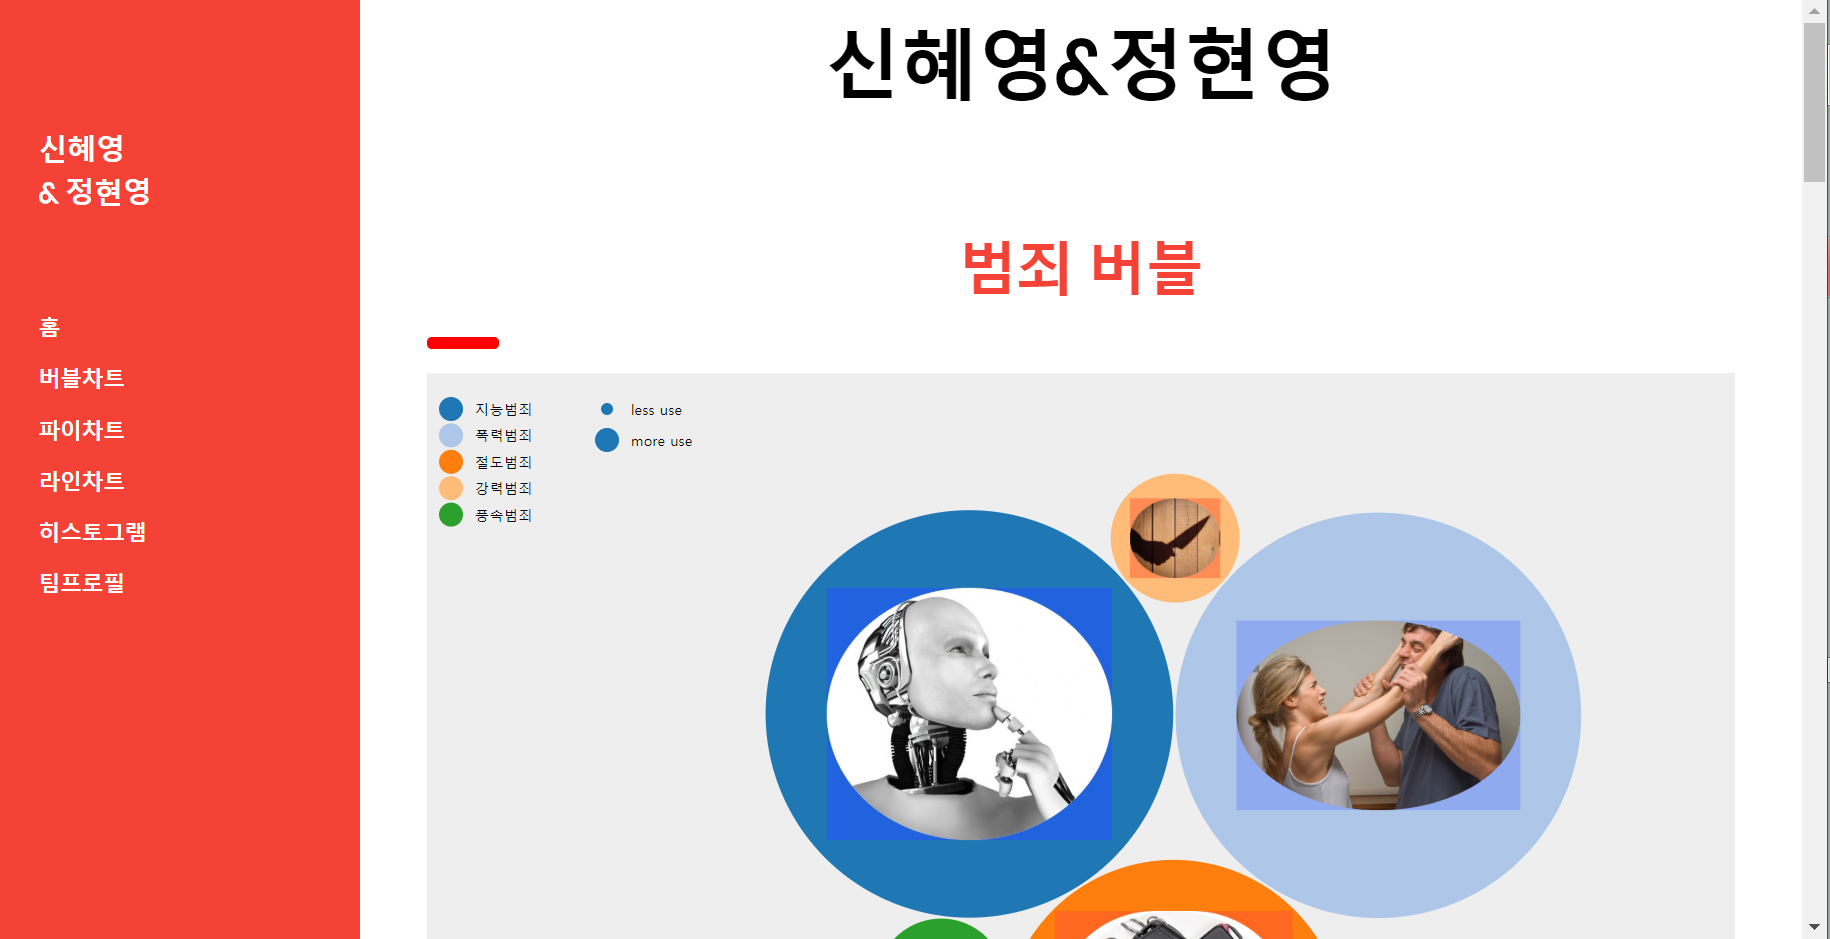 신혜영
& 정현영
홈
버블차트
파이차트
라인차트
히스토그램
팀프로필
신혜영&정현영
범죄 버블
지능범죄
폭력범죄
절도범죄
강력범죄
풍속범죄
less use
more use